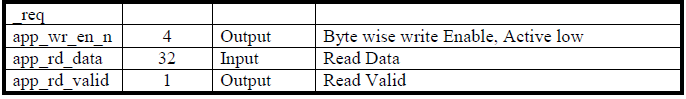 _req
app_wr_en_n 4 Output Byte wise write Enable, Active low
app_rd_data 32 Input Read Data
app_rd_valid 1 Output Read Valid